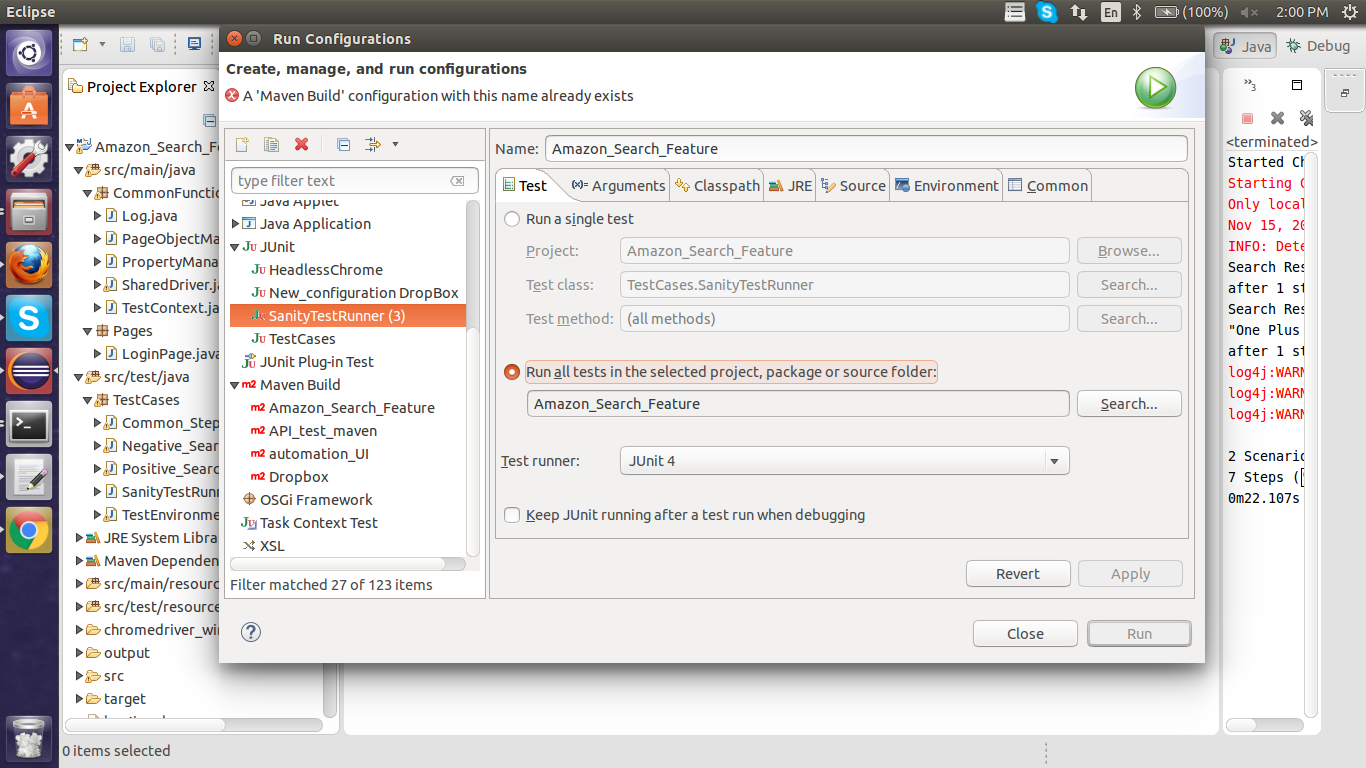 Eclipse
En
(100%)
2:00 PM
Run Configurations
Java
Debug
Create, manage, and run configurations
A 'Maven Build' configuration with this name already exists
Project Explorer
Amazon_Search_Fe
src/main/java
CommonFunctio
Log.java
PageObjectMa
PropertyMana
SharedDriver.ja
TestContext.ja
Pages
LoginPage.java
src/test/java
TestCases
Common_Step
Negative_Sear
Positive_Searc
SanityTestRunn
TestEnvironme
JRE System Libra
Maven Dependen
src/main/resourc
src/test/resource
chromedriver_win
output
src
target
0 items selected
type filter text
Java Applet
Java Application
JUnit
HeadlessChrome
New_configuration DropBox
SanityTestRunner (3)
TestCases
JUnit Plug-in Test
Maven Build
m2 Amazon_Search_Feature
m2 API_test_maven
m2 automation_UI
m2 Dropbox
OSGi Framework
Task Context Test
XSL
Filter matched 27 of 123 items
Name: Amazon_Search_Feature
Test
Arguments
Classpath
JRE
Source
Environment
Common
Run a single test
Project: Amazon_Search_Feature Browse...
Test class: TestCases.SanityTestRunner Search...
Test method: (all methods) Search...
Run all tests in the selected project, package or source folder:
Amazon_Search_Feature Search...
Test runner: JUnit 4
Keep JUnit running after a test run when debugging
Revert Apply
Close Run
<terminated>
Started Ch
Starting C
Only local
Nov 15, 20
INFO: Dete
Search Res
after 1 st
Search Res
"One Plus
after 1 st
log4j:WARN
log4j:WARN
log4j:WARN
2 Scenario
7 Steps (
0m22.107s